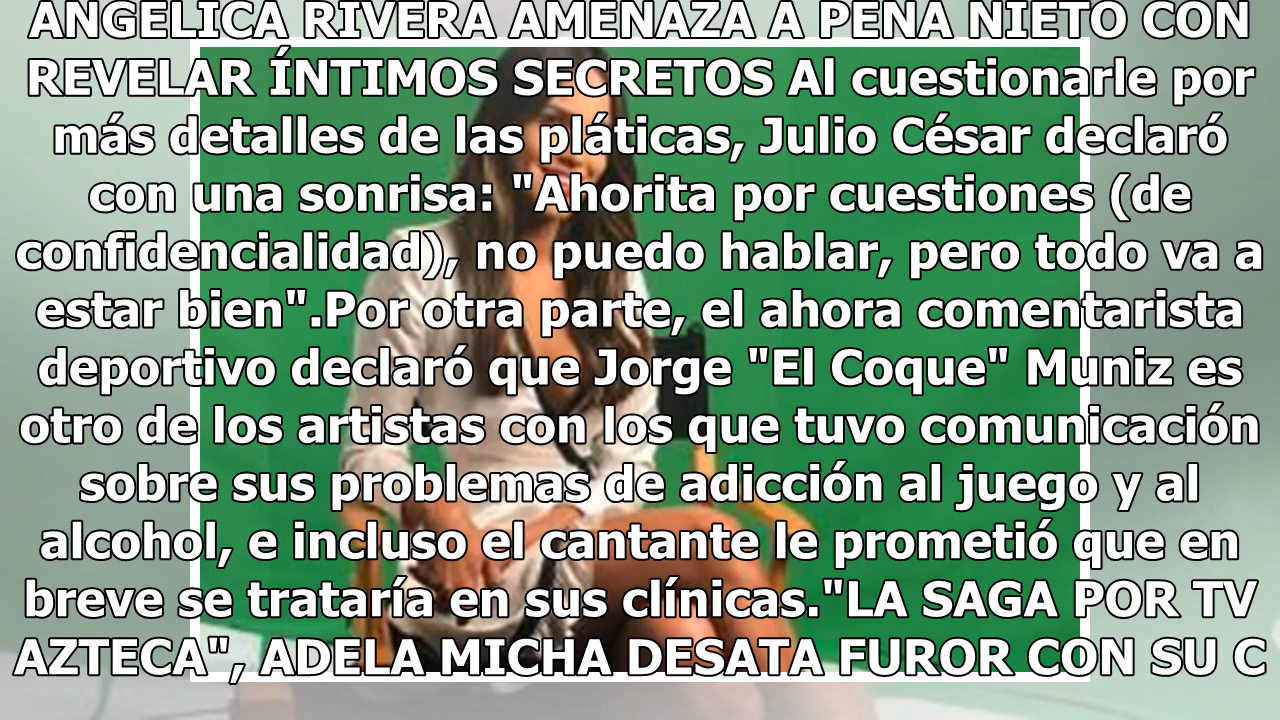 ANGÉLICA RIVERA AMENAZA A PEÑA NIETO CON
REVELAR ÍNTIMOS SECRETOS Al cuestionarle por
más detalles de las pláticas, Julio César declaró
con una sonrisa: "Ahorita por cuestiones (de
confidencialidad), no puedo hablar, pero todo va a
estar bien".Por otra parte, el ahora comentarista
deportivo declaró que Jorge "El Coque" Muniz es
otro de los artistas con los que tuvo comunicación
sobre sus problemas de adicción al juego y al
alcohol, e incluso el cantante le prometió que en
breve se trataría en sus clínicas."LA SAGA POR TV
AZTECA", ADELA MICHA DESATA FUROR CON SU C